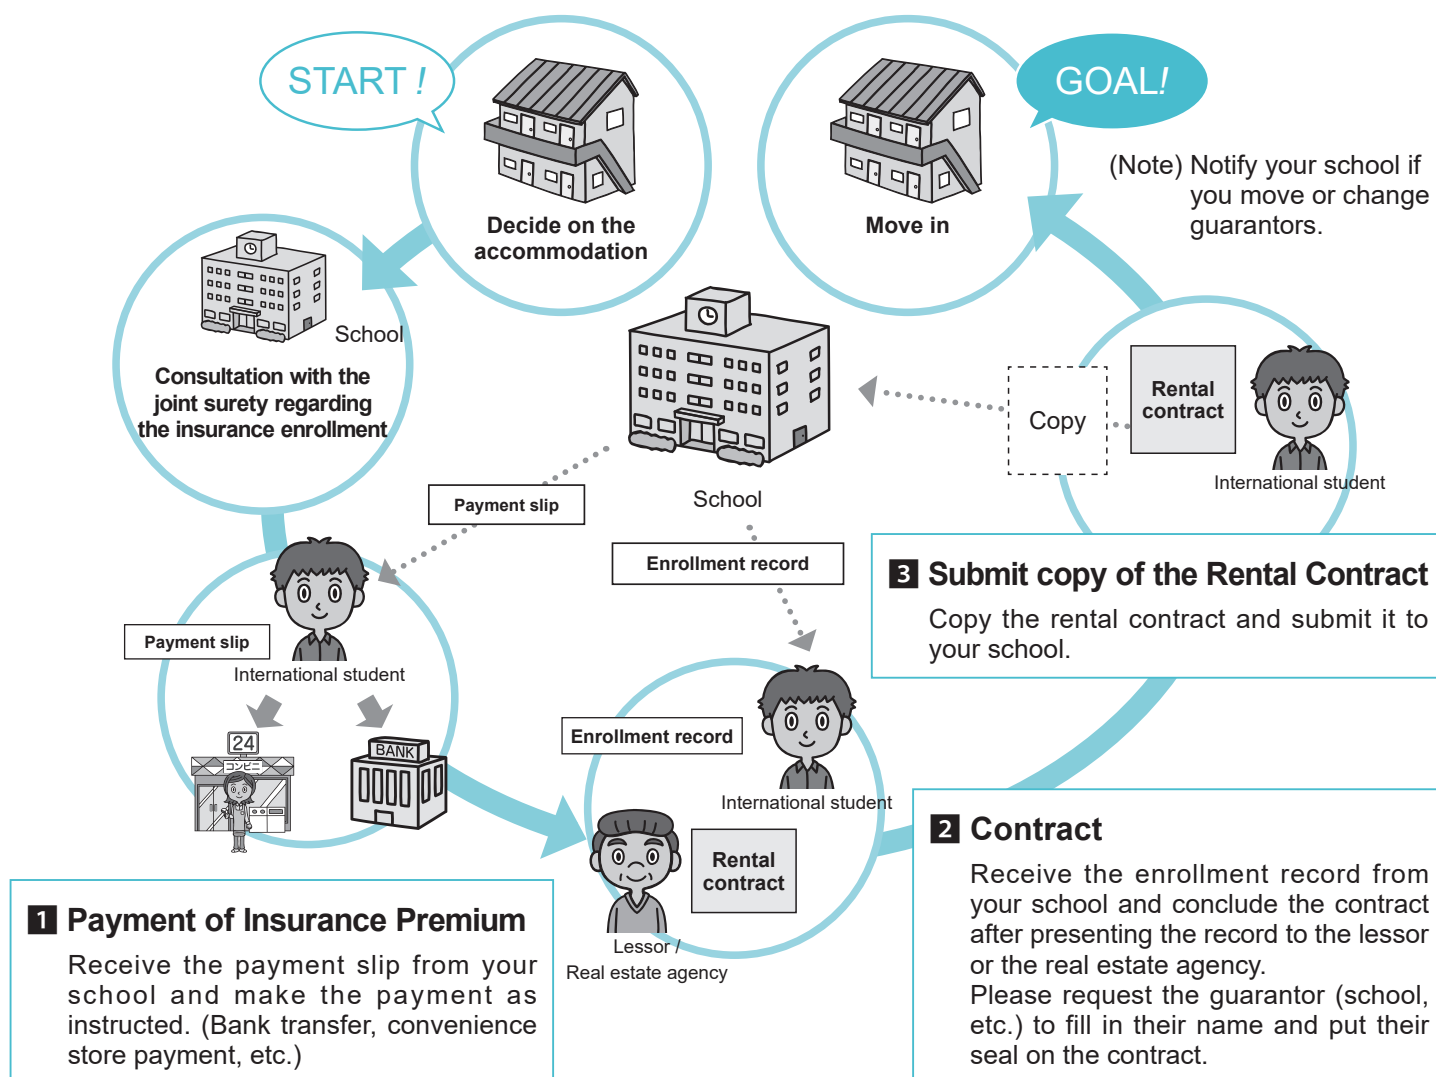 START !
Decide on the
accommodation
Move in
GOAL!
(Note) Notify your school if
you move or change
guarantors.
School
Consultation with the
joint surety regarding
the insurance enrollment
School
Payment slip
Enrollment record
Copy
Rental
contract
International student
Payment slip
International student
24
コンビニ
BANK
Enrollment record
International student
Rental
contract
Lessor /
Real estate agency
1 Payment of Insurance Premium
Receive the payment slip from your
school and make the payment as
instructed. (Bank transfer, convenience
store payment, etc.)
2 Contract
Receive the enrollment record from
your school and conclude the contract
after presenting the record to the lessor
or the real estate agency.
Please request the guarantor (school,
etc.) to fill in their name and put their
seal on the contract.
3 Submit copy of the Rental Contract
Copy the rental contract and submit it to
your school.